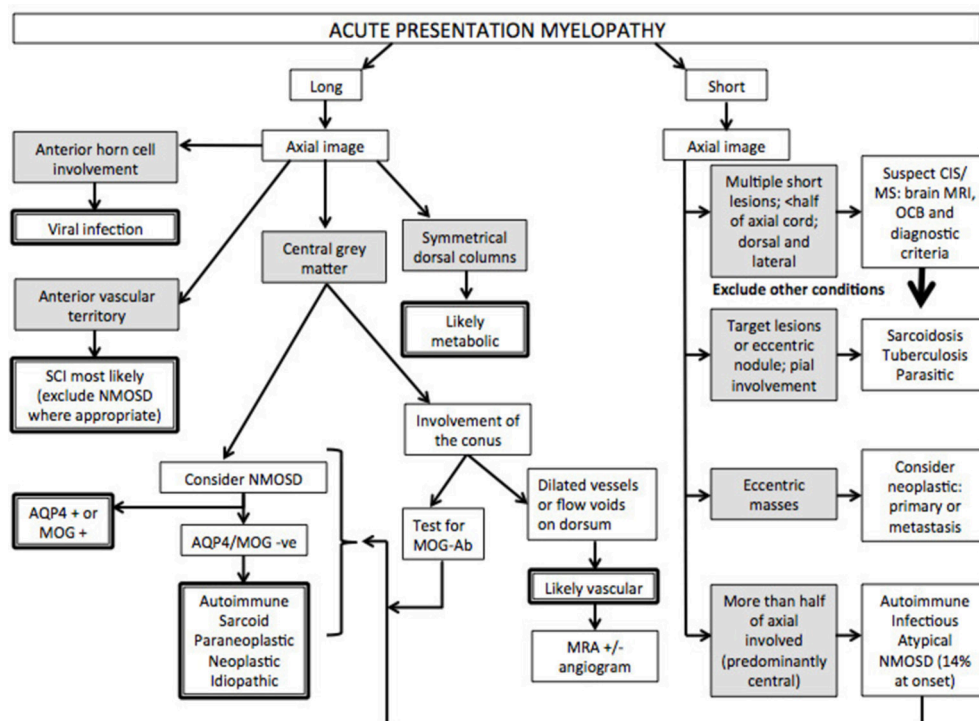 ACUTE PRESENTATION MYELOPATHY
Long
Short
Axial image
Axial image
Anterior horn cell
involvement
Viral infection
Anterior vascular
territory
SCI most likely
(exclude NMOSD
where appropriate)
Central grey
matter
Symmetrical
dorsal columns
Likely
metabolic
Involvement of
the conus
Consider NMOSD
AQP4 + or
MOG +
AQP4/MOG -ve
Autoimmune
Sarcoid
Paraneoplastic
Neoplastic
Idiopathic
Test for
MOG-Ab
Dilated vessels
or flow voids
on dorsum
Likely vascular
MRA +/-
angiogram
Multiple short
lesions; <half
of axial cord;
dorsal and
lateral
Suspect CIS/
MS: brain MRI,
OCB and
diagnostic
criteria
Exclude other conditions
Target lesions
or eccentric
nodule; pial
involvement
Sarcoidosis
Tuberculosis
Parasitic
Eccentric
masses
Consider
neoplastic:
primary or
metastasis
More than half
of axial
involved
(predominantly
central)
Autoimmune
Infectious
Atypical
NMOSD (14%
at onset)